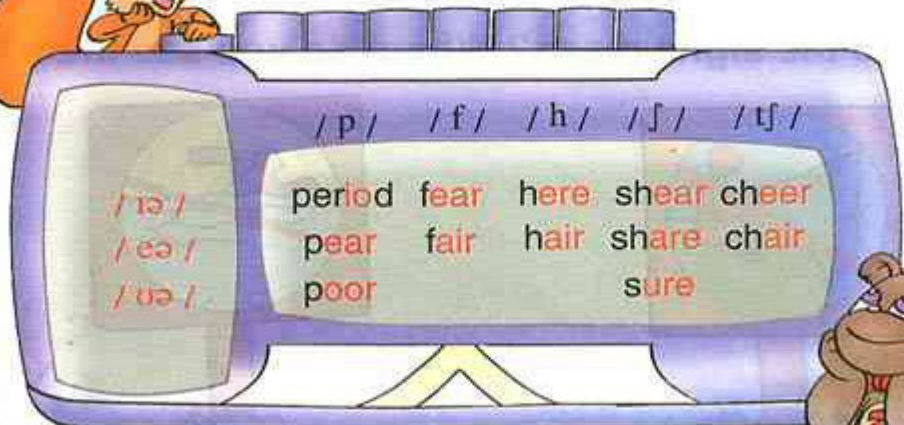 / p / / f / / h / / ʃ / / tʃ /
/ ɪə / period fear here shear cheer
/ eə / pear fair hair share chair
/ ʊə / poor sure